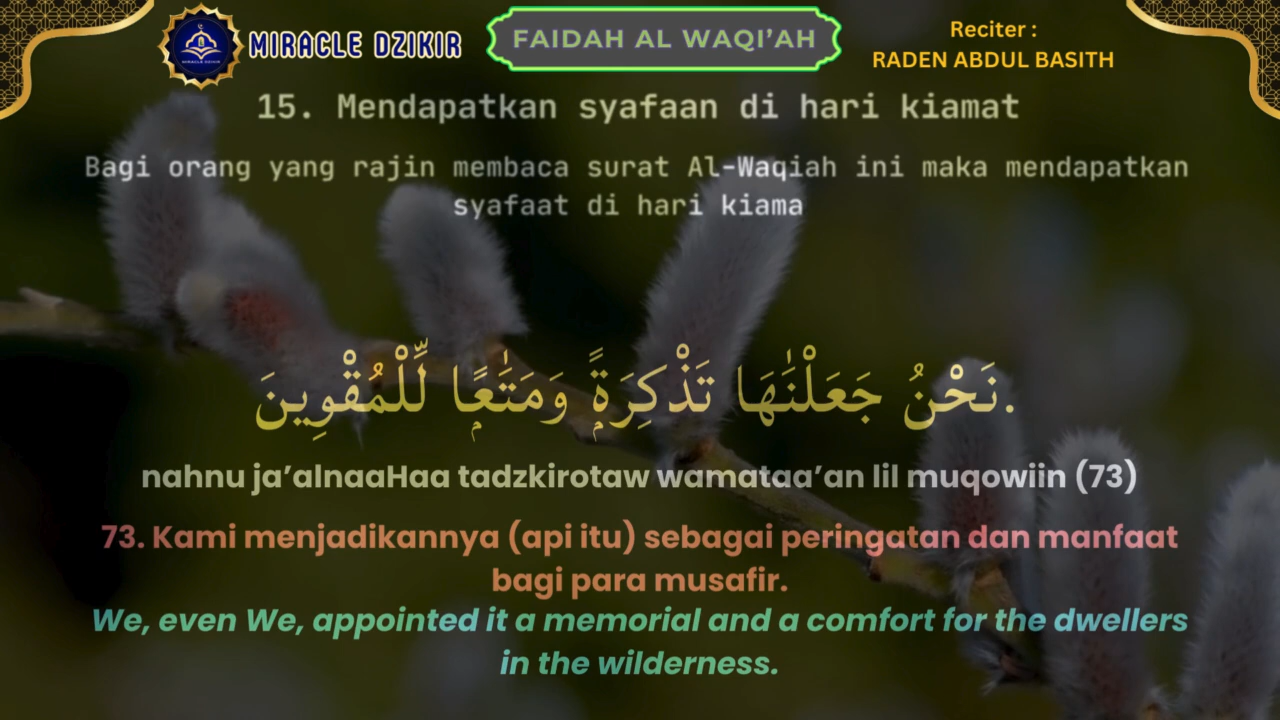 MIRACLE DZIKIR
FAIDAH AL WAQI’AH
Reciter :
RADEN ABDUL BASITH
15. Mendapatkan syafaan di hari kiamat
Bagi orang yang rajin membaca surat Al-Waqiah ini maka mendapatkan
syafaat di hari kiama
نَحْنُ جَعَلْنَٰهَا تَذْكِرَةًۭ وَمَتَٰعًۭا لِّلْمُقْوِينَ.
nahnu ja’alnaaHaa tadzkirotaw wamataa’an lil muqowiin (73)
73. Kami menjadikannya (api itu) sebagai peringatan dan manfaat
bagi para musafir.
We, even We, appointed it a memorial and a comfort for the dwellers
in the wilderness.